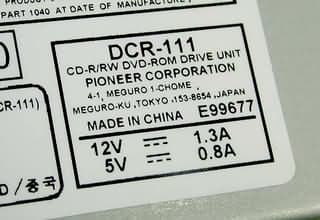 PART 1040 AT DATE OF MANUFACTURE,
DCR-111
CD-R/RW DVD-ROM DRIVE UNIT
PIONEER CORPORATION
4-1, MEGURO 1-CHOME,
MEGURO-KU, TOKYO -153-8654, JAPAN
MADE IN CHINA E99677
12V ⎓ 1.3A
5V ⎓ 0.8A
CR-111)
D / 중국